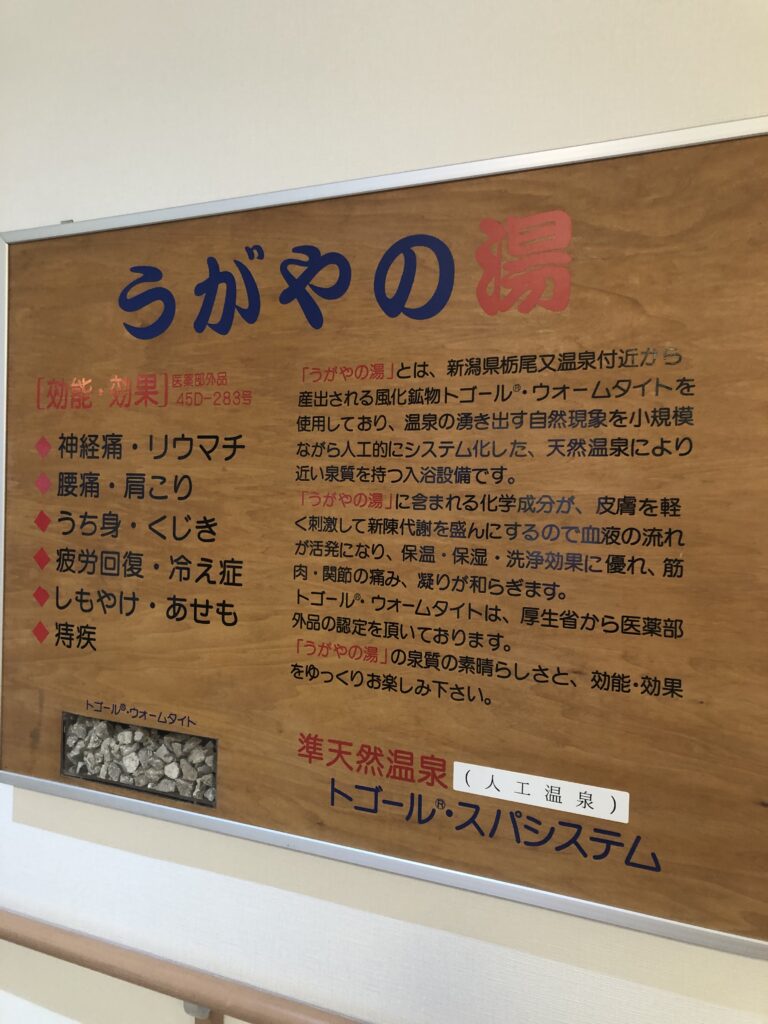 うがやの湯
[効能・効果]医薬部外品
45D-283号
◆神経痛・リウマチ
◆腰痛・肩こり
◆うち身・くじき
◆疲労回復・冷え症
◆しもやけ・あせも
◆痔疾
トゴール®・ウォームタイト
「うがやの湯」とは、新潟県栃尾又温泉付近から
産出される風化鉱物トゴール®・ウォームタイトを
使用しており、温泉の湧き出す自然現象を小規模
ながら人工的にシステム化した、天然温泉により
近い泉質を持つ入浴設備です。
「うがやの湯」に含まれる化学成分が、皮膚を軽
く刺激して新陳代謝を盛んにするので血液の流れ
が活発になり、保温・保湿・洗浄効果に優れ、筋
肉・関節の痛み、凝りが和らぎます。
トゴール®・ウォームタイトは、厚生省から医薬部
外品の認定を頂いております。
「うがやの湯」の泉質の素晴らしさと、効能・効果
をゆっくりお楽しみ下さい。
準天然温泉(人工温泉)
トゴール®・スパシステム